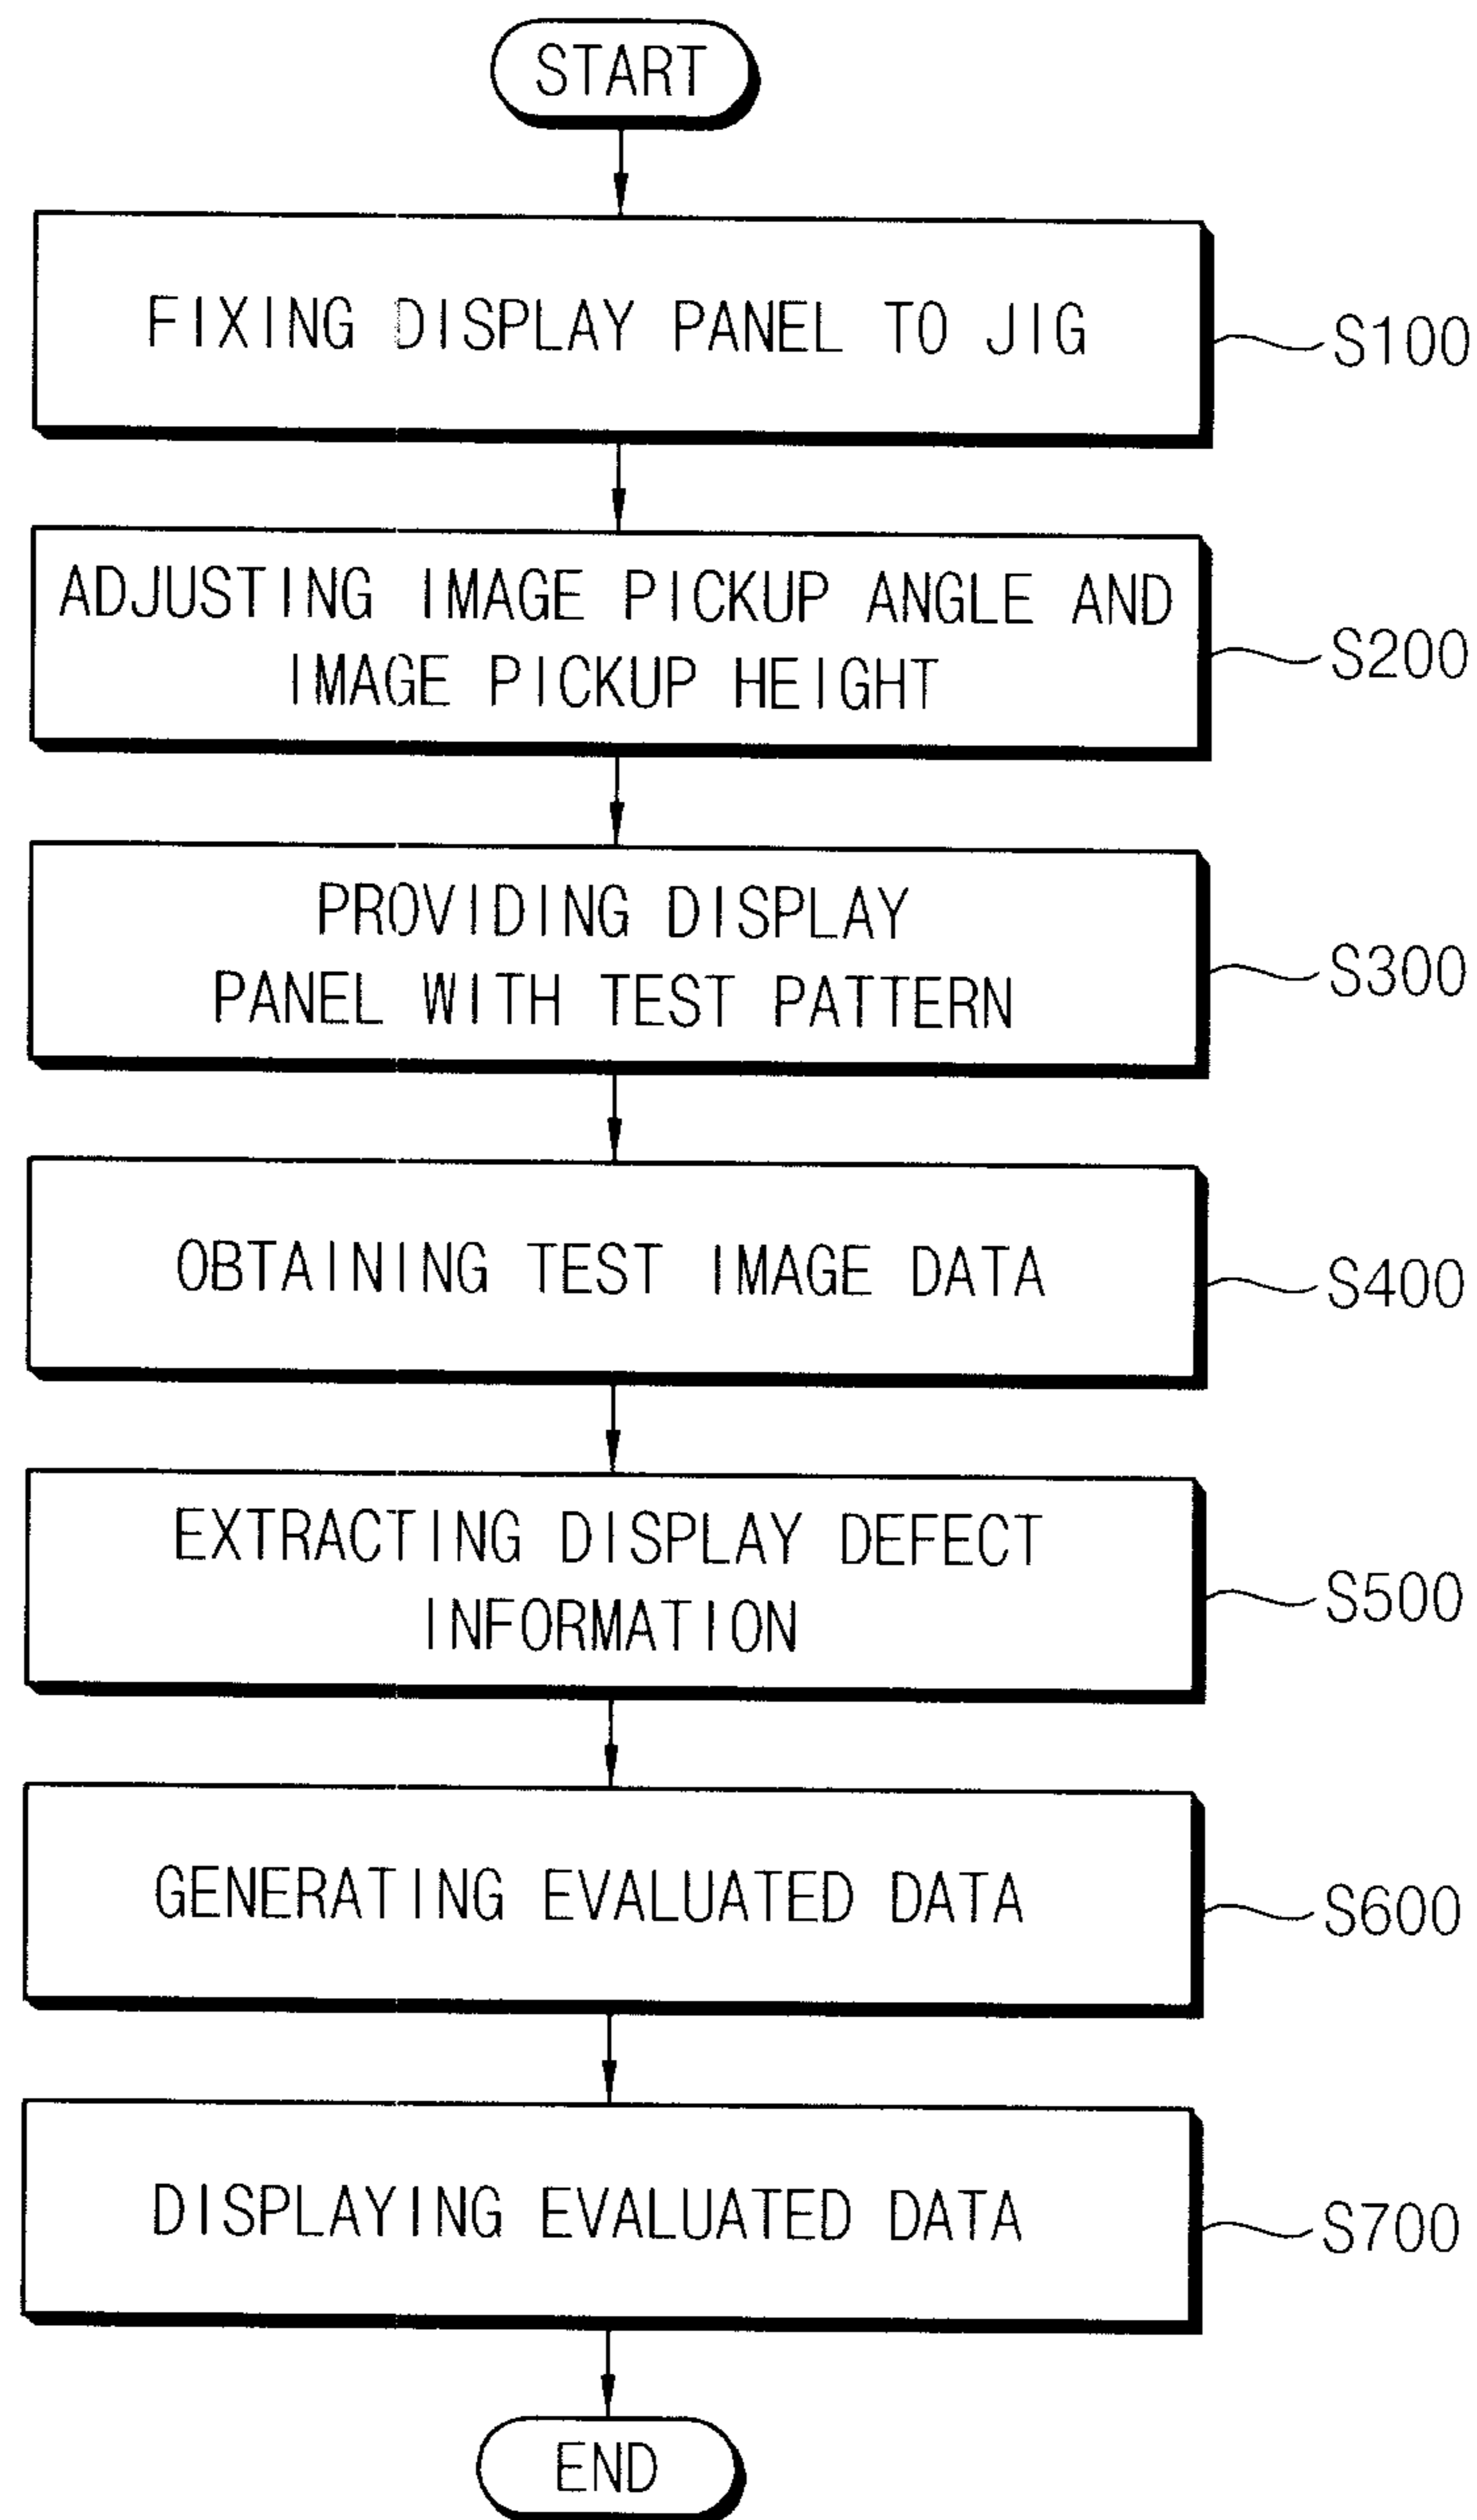 START
FIXING DISPLAY PANEL TO JIG
S100
ADJUSTING IMAGE PICKUP ANGLE AND
IMAGE PICKUP HEIGHT
S200
PROVIDING DISPLAY
PANEL WITH TEST PATTERN
S300
OBTAINING TEST IMAGE DATA
S400
EXTRACTING DISPLAY DEFECT
INFORMATION
S500
GENERATING EVALUATED DATA
S600
DISPLAYING EVALUATED DATA
S700
END